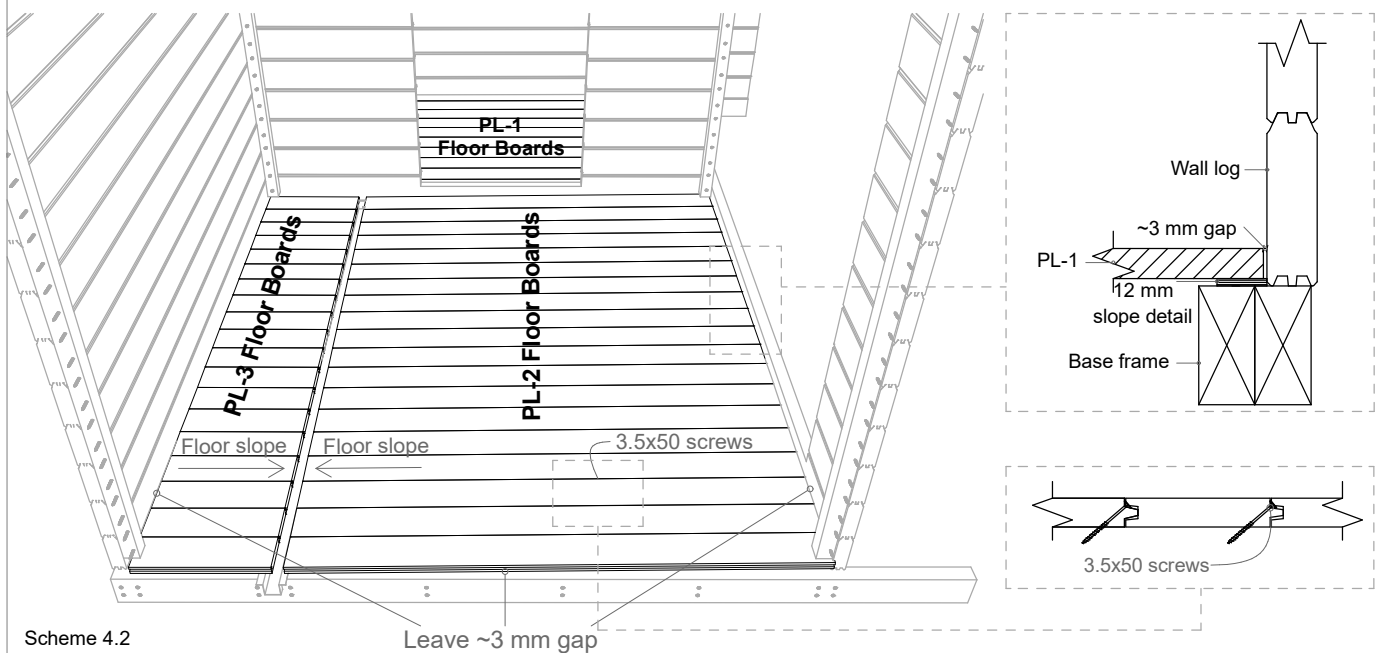 PL-1
Floor Boards
PL-3 Floor Boards
PL-2 Floor Boards
Floor slope
Floor slope
3.5x50 screws
Wall log
~3 mm gap
PL-1
12 mm
slope detail
Base frame
3.5x50 screws
Scheme 4.2
Leave ~3 mm gap